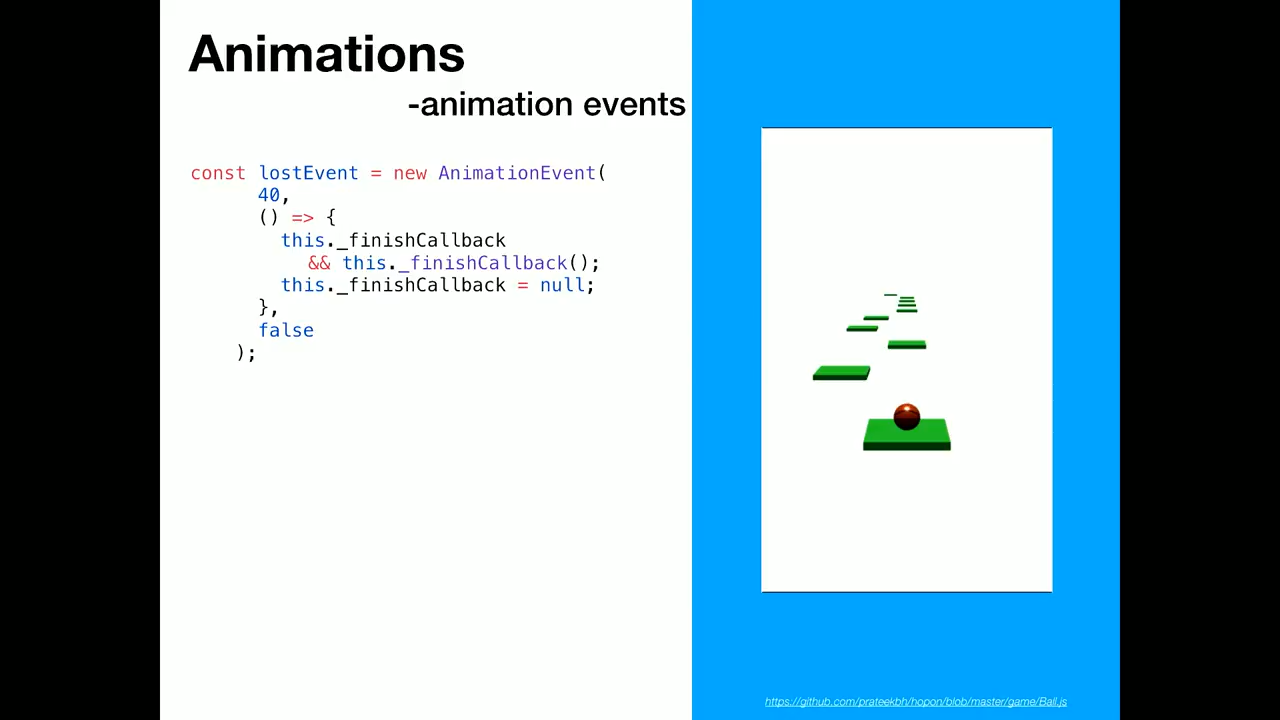 Animations
-animation events
const lostEvent = new AnimationEvent(
40,
() => {
this._finishCallback
&& this._finishCallback();
this._finishCallback = null;
},
false
);
https://github.com/prateekbh/hopon/blob/master/game/Ball.js